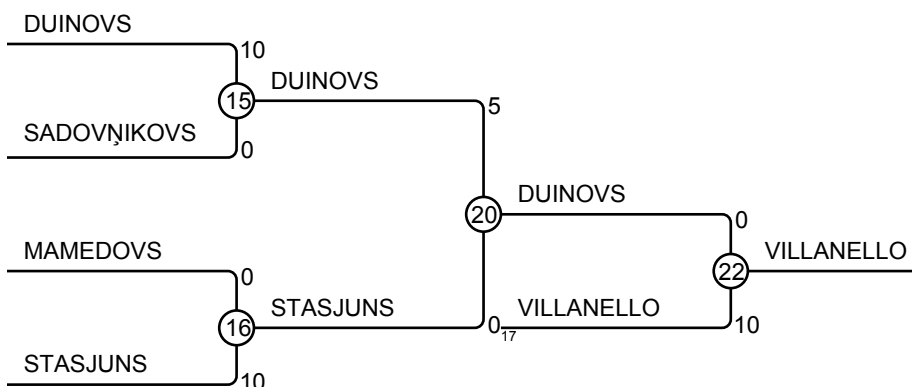 DUINOVS
10
15
DUINOVS
5
SADOVŅIKOVS
0
20
DUINOVS
0
MAMEDOVS
0
22
VILLANELLO
16
STASJUNS
0
17
VILLANELLO
10
STASJUNS
10